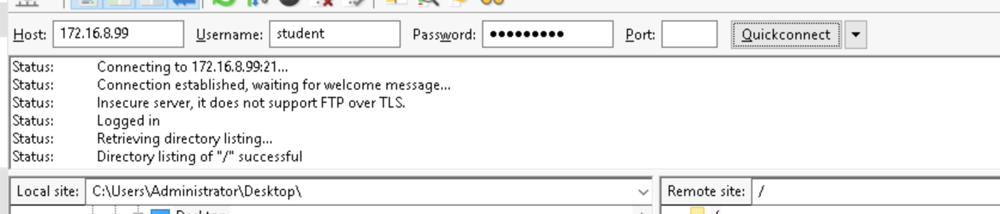 Host: 172.16.8.99 Username: student Password: ●●●●●●●●● Port: Quickconnect
Status: Connecting to 172.16.8.99:21...
Status: Connection established, waiting for welcome message...
Status: Insecure server, it does not support FTP over TLS.
Status: Logged in
Status: Retrieving directory listing...
Status: Directory listing of "/" successful
Local site: C:\Users\Administrator\Desktop\ Remote site: /
Desktop /